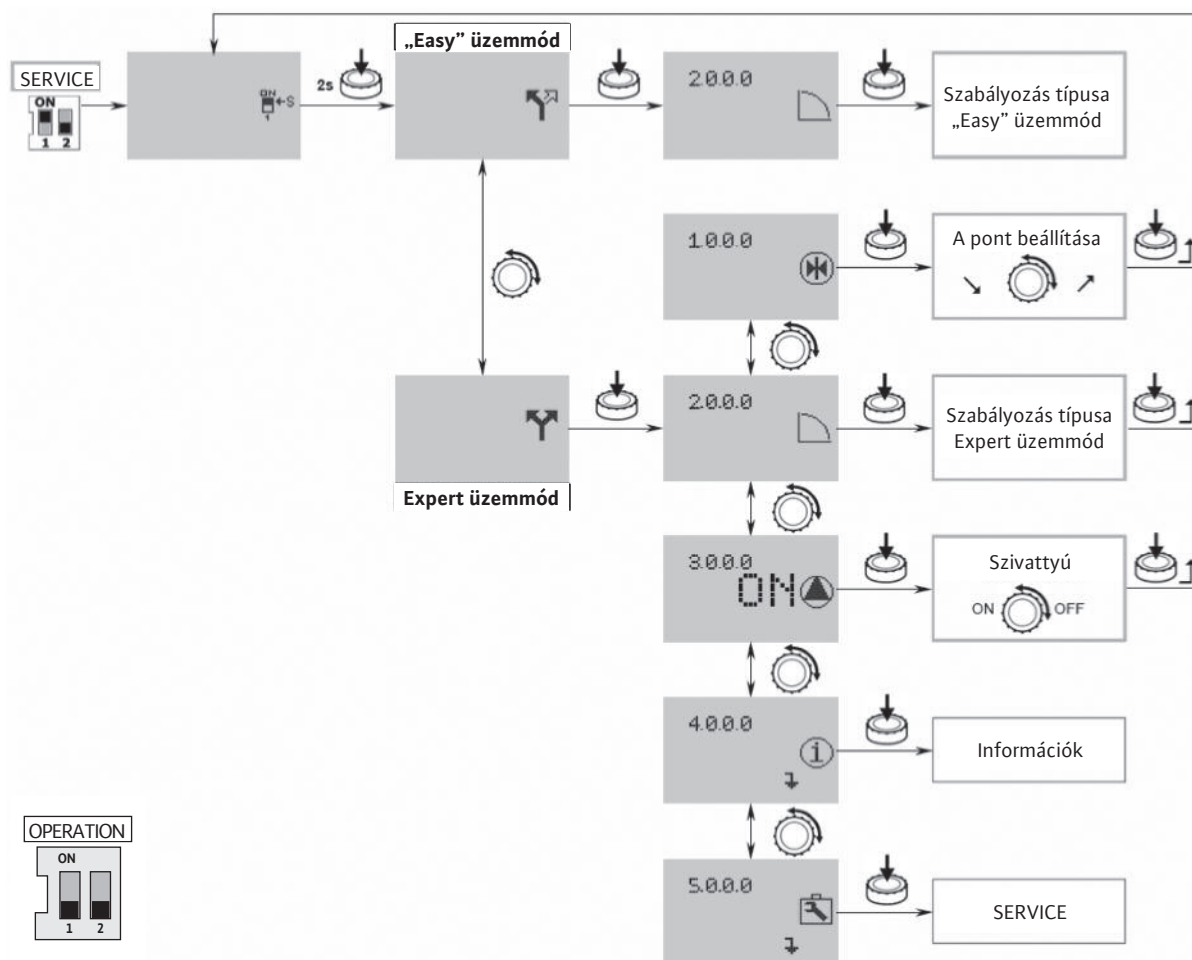 „Easy” üzemmód
SERVICE
ON
1 2
ON
←S
1
2s
2.0.0.0
Szabályozás típusa
„Easy” üzemmód
1.0.0.0
A pont beállítása
2.0.0.0
Szabályozás típusa
Expert üzemmód
Expert üzemmód
3.0.0.0
ON
Szivattyú
ON OFF
4.0.0.0
i
Információk
OPERATION
ON
1 2
5.0.0.0
SERVICE